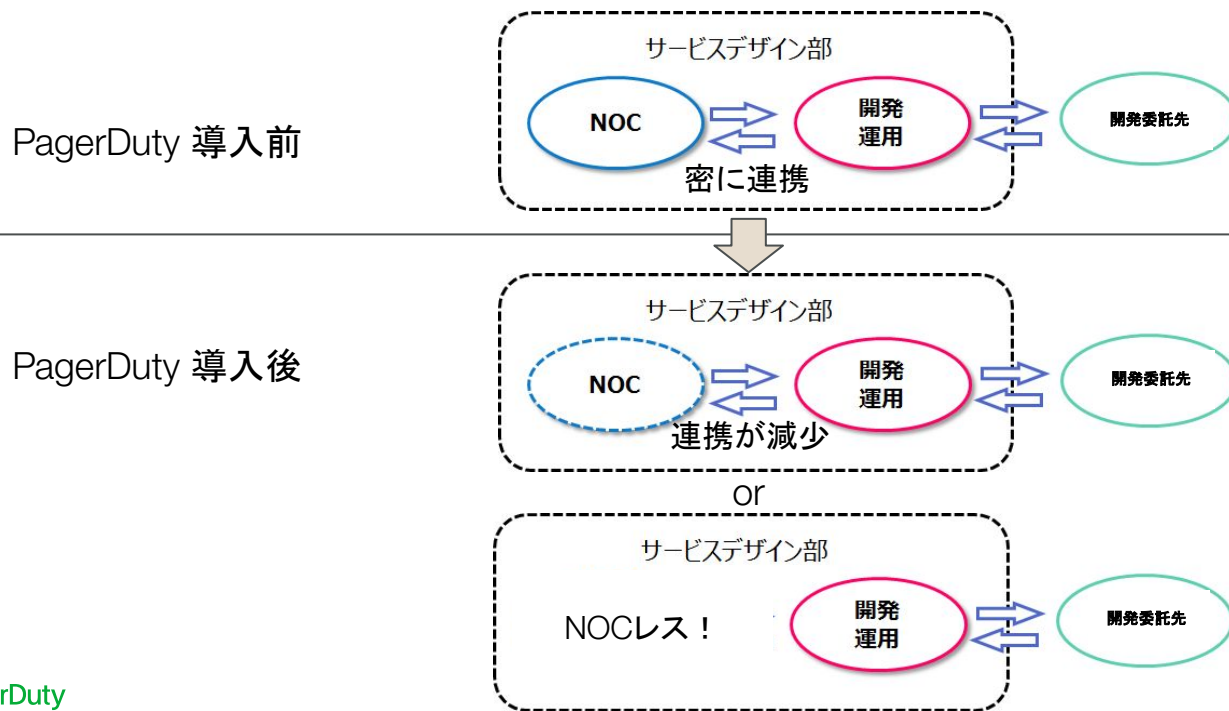 サービスデザイン部
PagerDuty 導入前
NOC
開発
運用
開発委託先
密に連携
サービスデザイン部
PagerDuty 導入後
NOC
開発
運用
開発委託先
連携が減少
or
サービスデザイン部
NOCレス！
開発
運用
開発委託先
rDuty